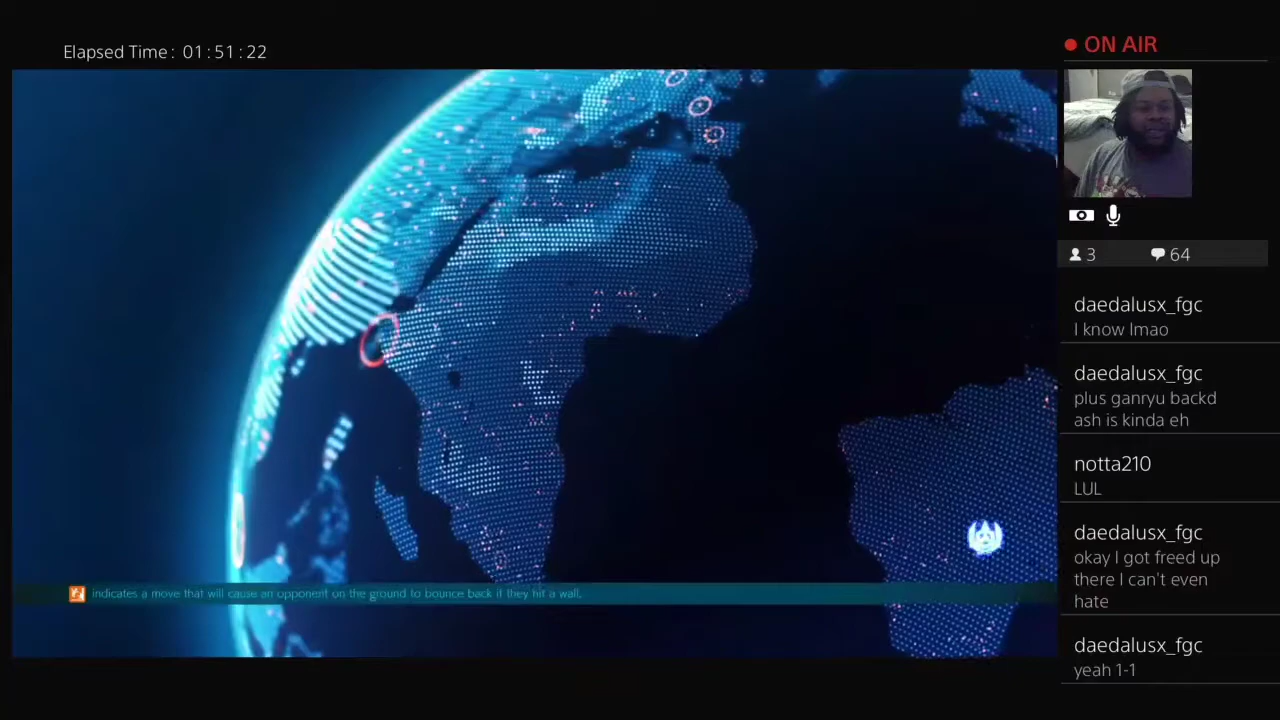 Elapsed Time: 01:51:22
ON AIR
3 64
daedalusx_fgc
I know lmao
daedalusx_fgc
plus ganryu backd
ash is kinda eh
notta210
LUL
daedalusx_fgc
okay I got freed up
there I can't even
hate
indicates a move that will cause an opponent on the ground to bounce back if they hit a wall.
daedalusx_fgc
yeah 1-1